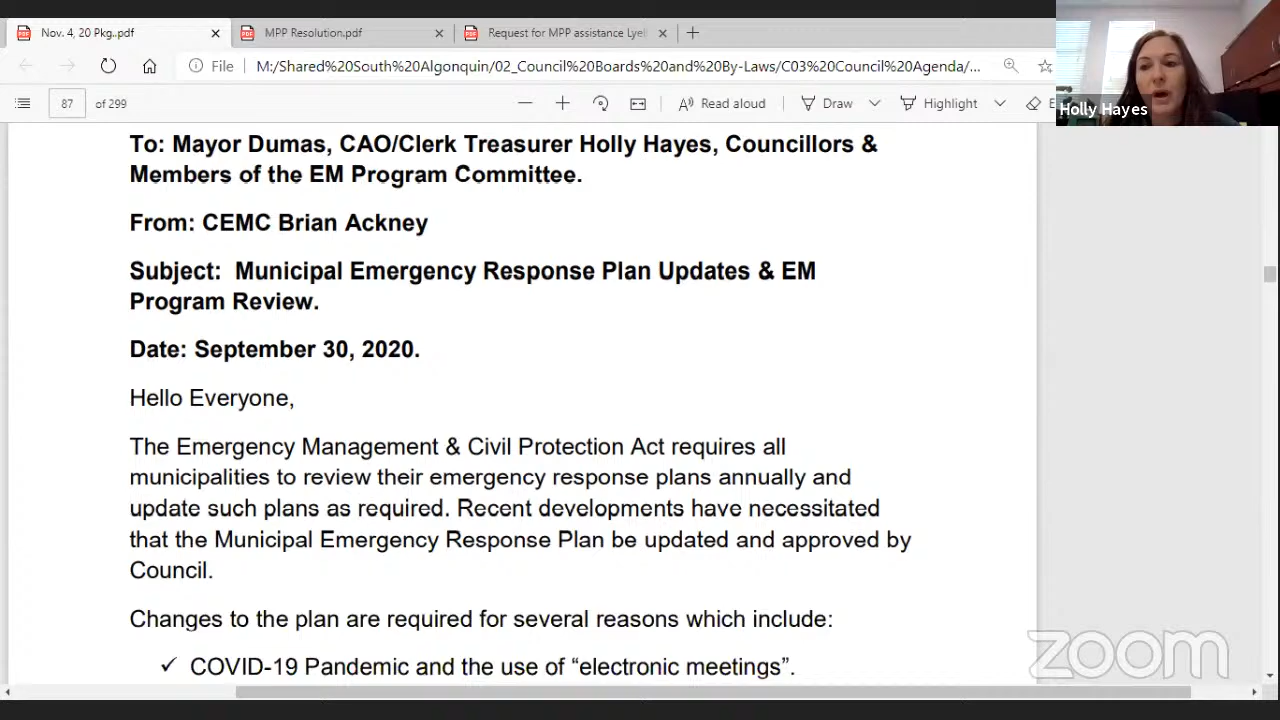 Nov. 4, 20 Pkg..pdf
MPP Resolution.pdf
Request for MPP assistance Lyel
File
M:/Shared%20South%20Algonquin/02_Council%20Boards%20and%20By-Laws/C03%20Council%20Agenda/...
87 of 299
Read aloud
Draw
Highlight
Holly Hayes
To: Mayor Dumas, CAO/Clerk Treasurer Holly Hayes, Councillors &
Members of the EM Program Committee.
From: CEMC Brian Ackney
Subject: Municipal Emergency Response Plan Updates & EM
Program Review.
Date: September 30, 2020.
Hello Everyone,
The Emergency Management & Civil Protection Act requires all
municipalities to review their emergency response plans annually and
update such plans as required. Recent developments have necessitated
that the Municipal Emergency Response Plan be updated and approved by
Council.
Changes to the plan are required for several reasons which include:
✓ COVID-19 Pandemic and the use of “electronic meetings”.
zoom